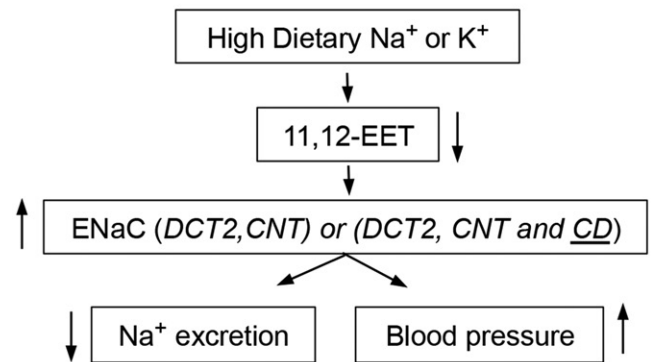 High Dietary Na⁺ or K⁺
11,12-EET
ENaC (DCT2,CNT) or (DCT2, CNT and CD)
Na⁺ excretion
Blood pressure